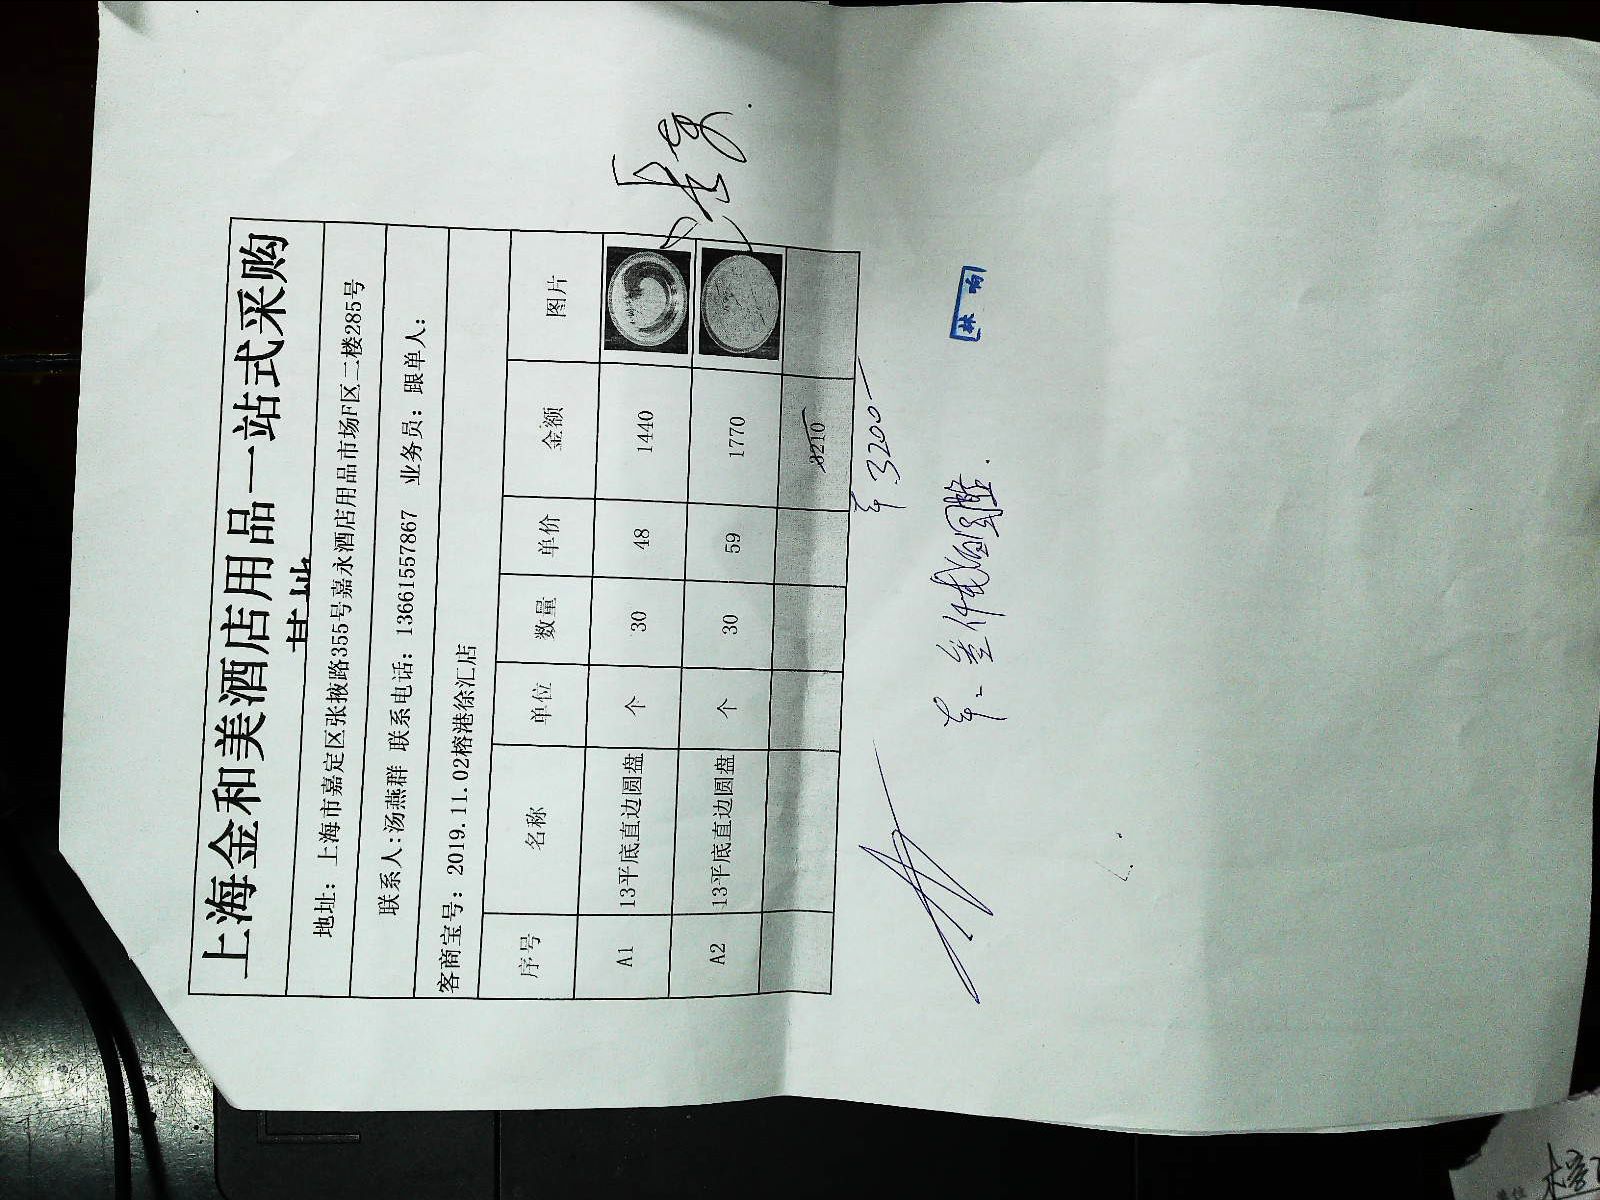 上海金和美酒店用品一站式采购
基地
地址：上海市嘉定区张掖路355号嘉永酒店用品市场F区二楼285号
联系人:汤燕群 联系电话：13661557867 业务员：跟单人：
客商宝号：2019.11.02榕港徐汇店
序号 名称 单位 数量 单价 金额 图片
A1 13平底直边圆盘 个 30 48 1440
A2 13平底直边圆盘 个 30 59 1770
3210
¥3200
叁仟贰佰圆整.